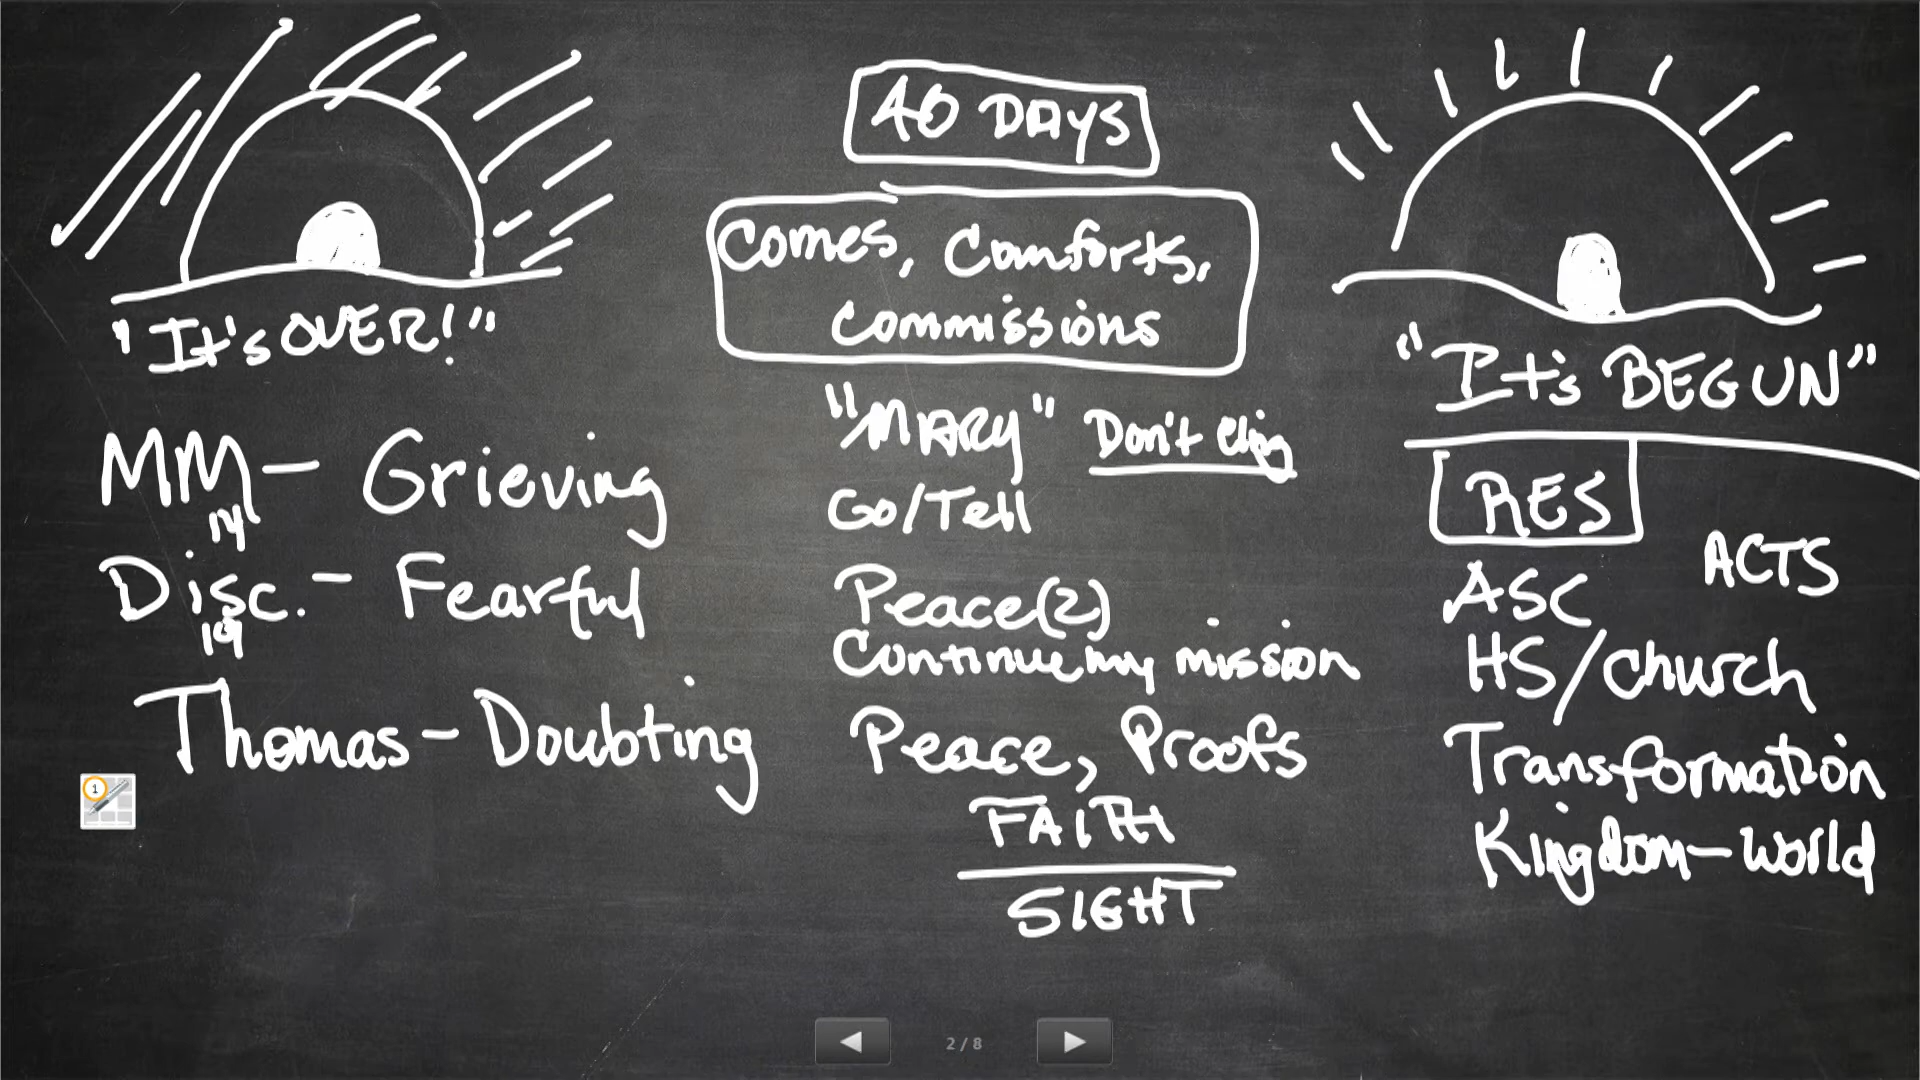 40 DAYS
Comes, Comforts,
Commissions
"It's OVER!"
MM - Grieving
14
Disc. - Fearful
19
Thomas - Doubting
1
"MARY" Don't Cling
Go/Tell
Peace (2)
Continue my mission
Peace, Proofs
FAITH
SIGHT
"It's BEGUN"
RES
ACTS
ASC
HS/Church
Transformation
Kingdom - World
2 / 8